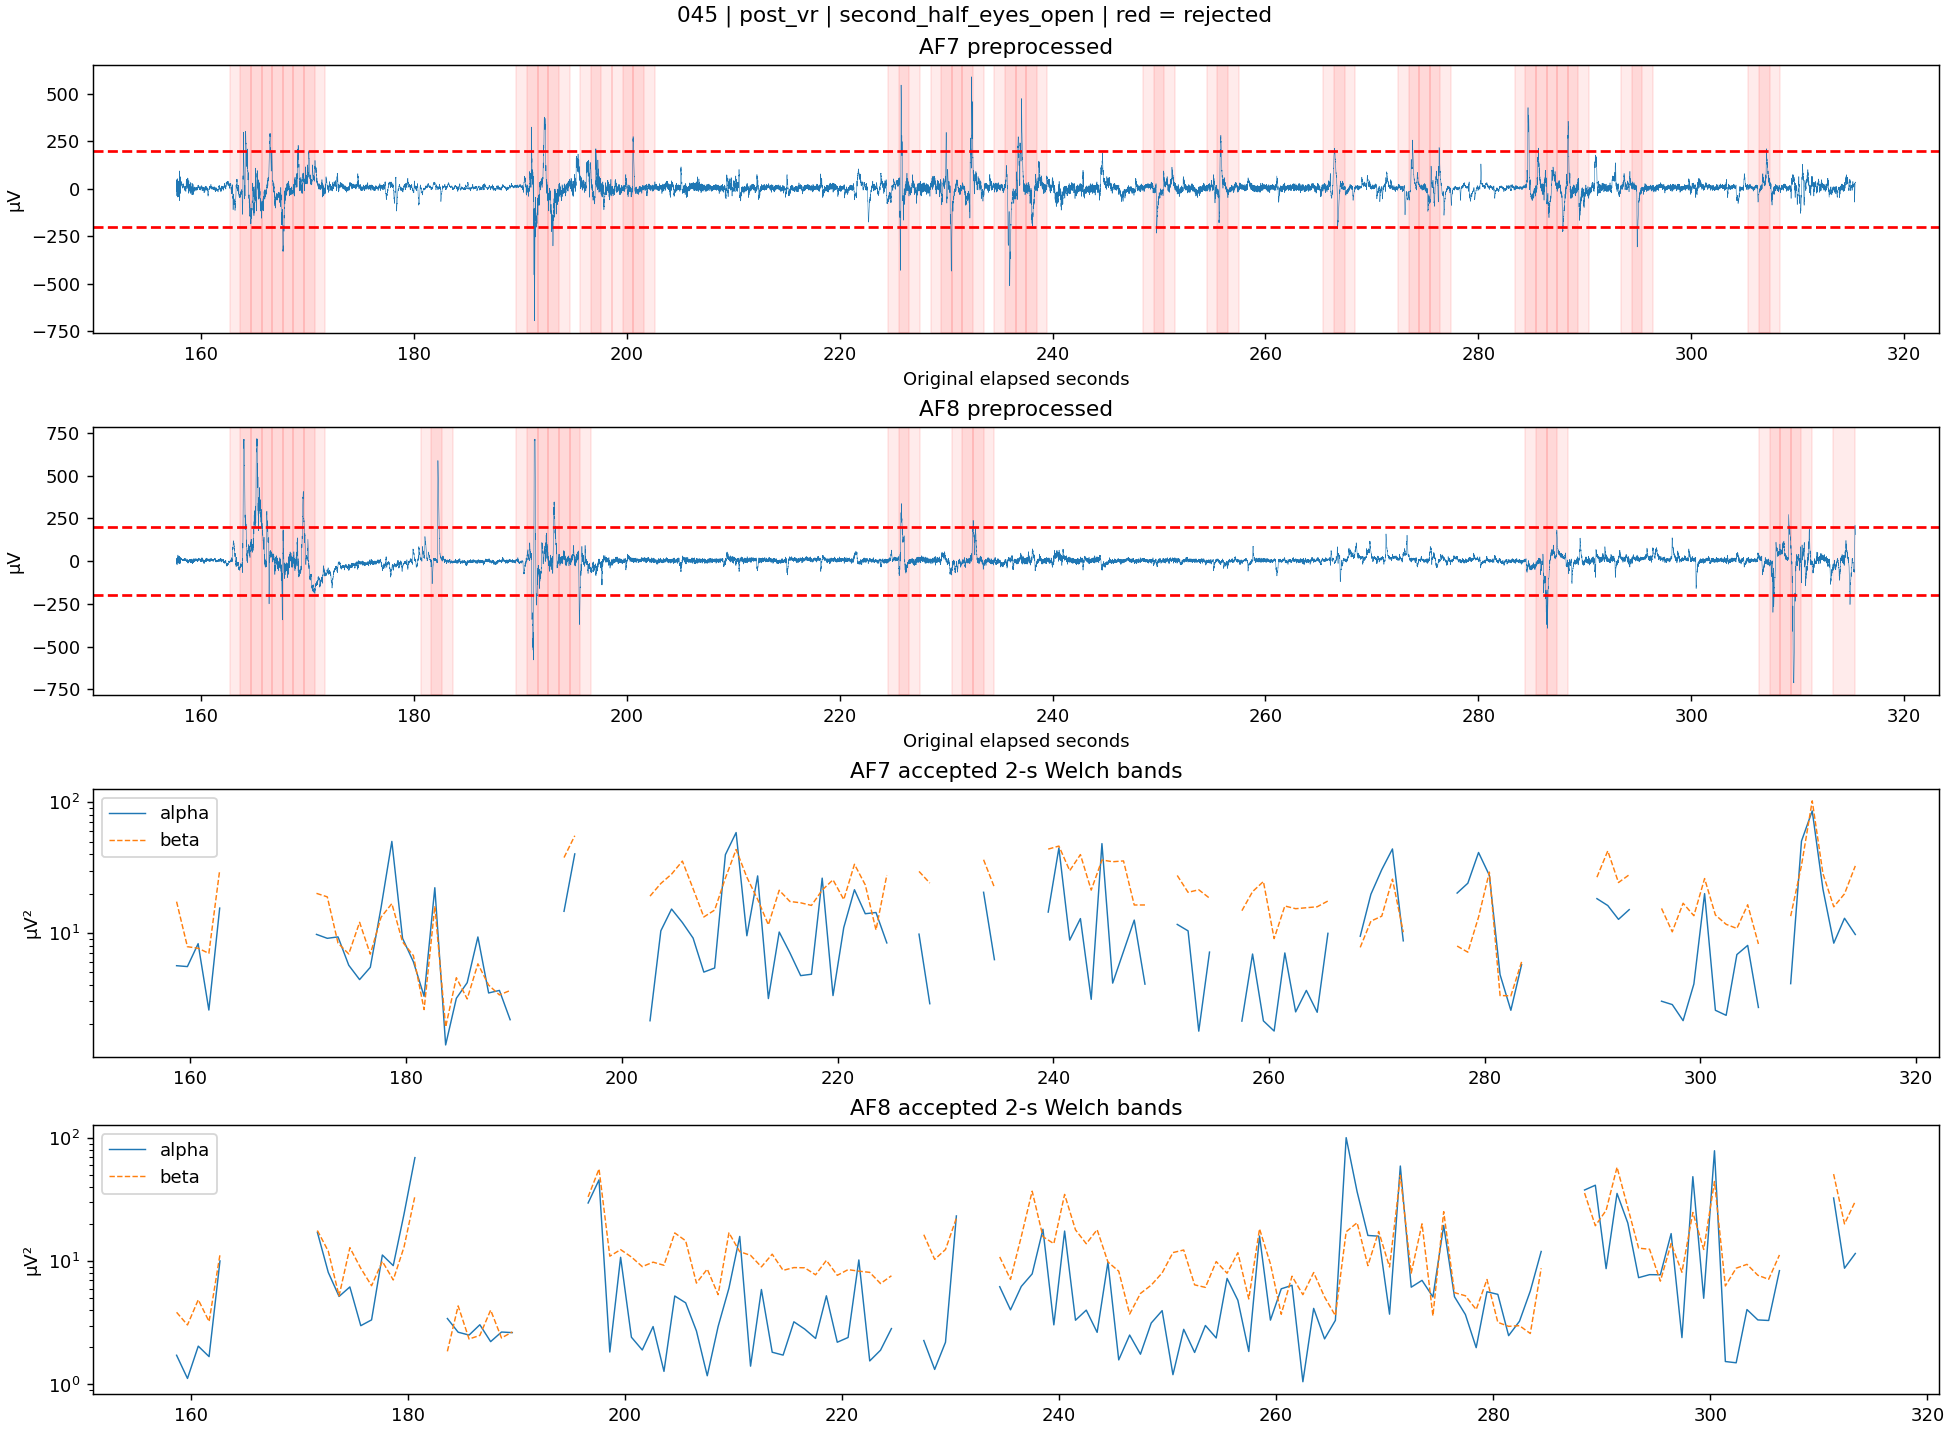 045 | post_vr | second_half_eyes_open | red = rejected
AF7 preprocessed
500
250
0
−250
−500
−750
µV
160 180 200 220 240 260 280 300 320
Original elapsed seconds
AF8 preprocessed
750
500
250
0
−250
−500
−750
µV
160 180 200 220 240 260 280 300 320
Original elapsed seconds
AF7 accepted 2-s Welch bands
alpha
beta
10²
10¹
µV²
160 180 200 220 240 260 280 300 320
AF8 accepted 2-s Welch bands
alpha
beta
10²
10¹
10⁰
µV²
160 180 200 220 240 260 280 300 320